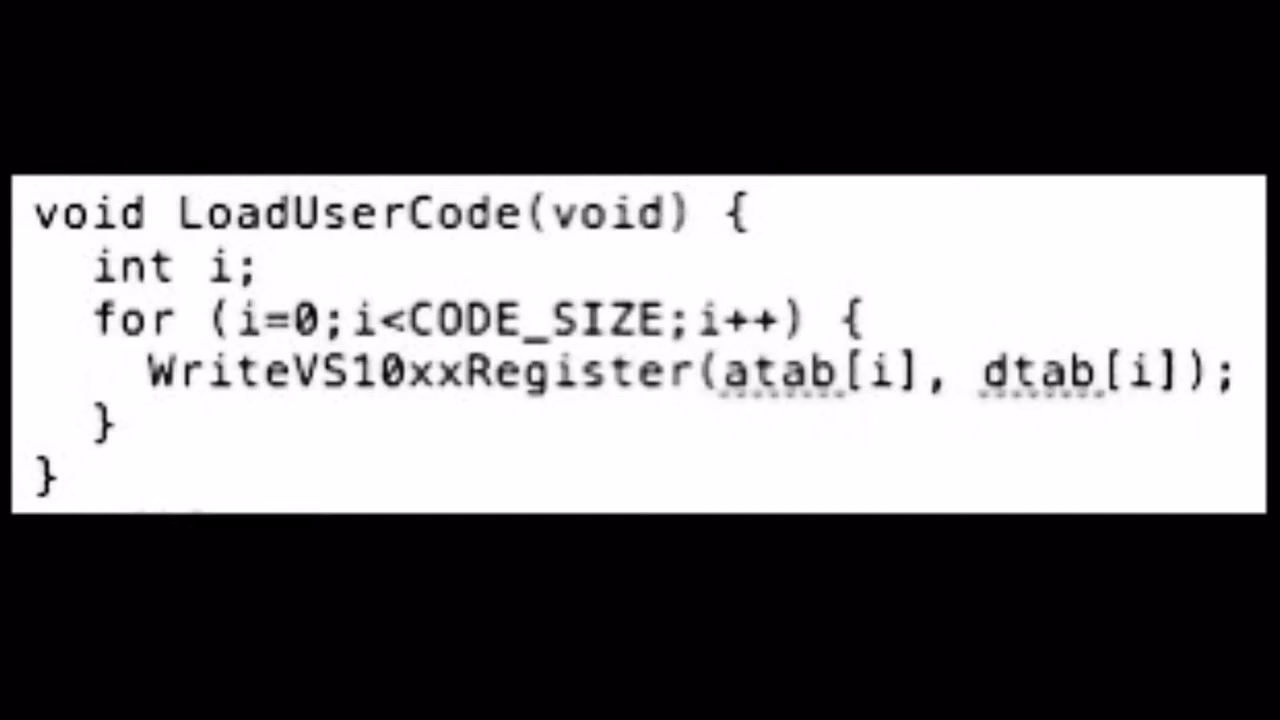 void LoadUserCode(void) {
int i;
for (i=0;i<CODE_SIZE;i++) {
WriteVS10xxRegister(atab[i], dtab[i]);
}
}